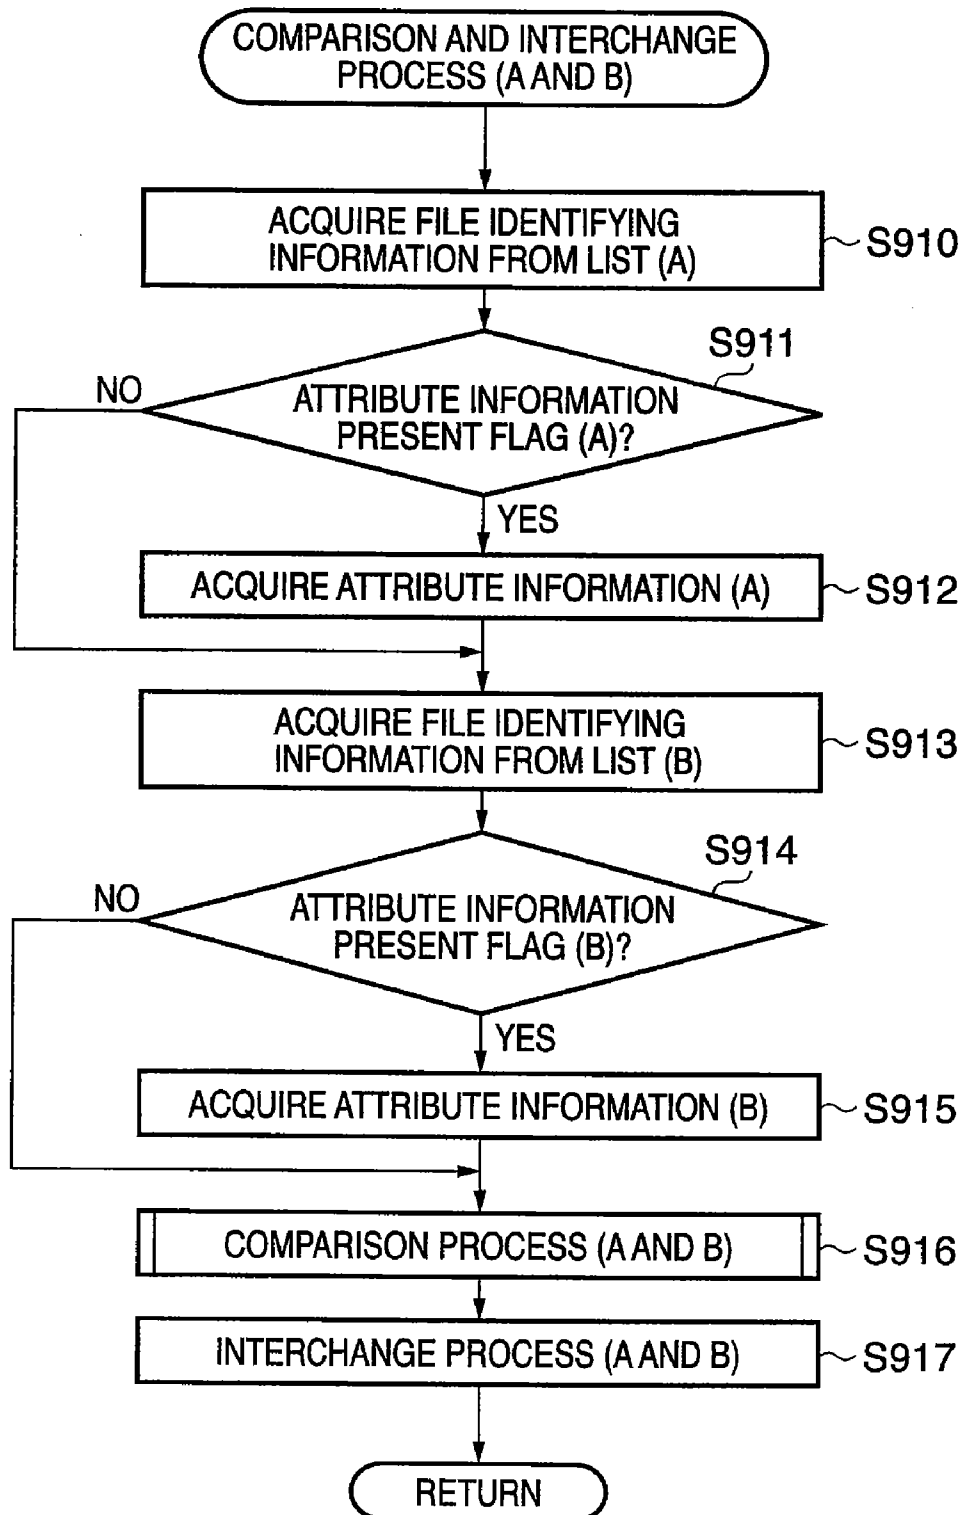 COMPARISON AND INTERCHANGE
PROCESS (A AND B)
ACQUIRE FILE IDENTIFYING
INFORMATION FROM LIST (A)
S910
S911
NO
ATTRIBUTE INFORMATION
PRESENT FLAG (A)?
YES
ACQUIRE ATTRIBUTE INFORMATION (A)
S912
ACQUIRE FILE IDENTIFYING
INFORMATION FROM LIST (B)
S913
S914
NO
ATTRIBUTE INFORMATION
PRESENT FLAG (B)?
YES
ACQUIRE ATTRIBUTE INFORMATION (B)
S915
COMPARISON PROCESS (A AND B)
S916
INTERCHANGE PROCESS (A AND B)
S917
RETURN